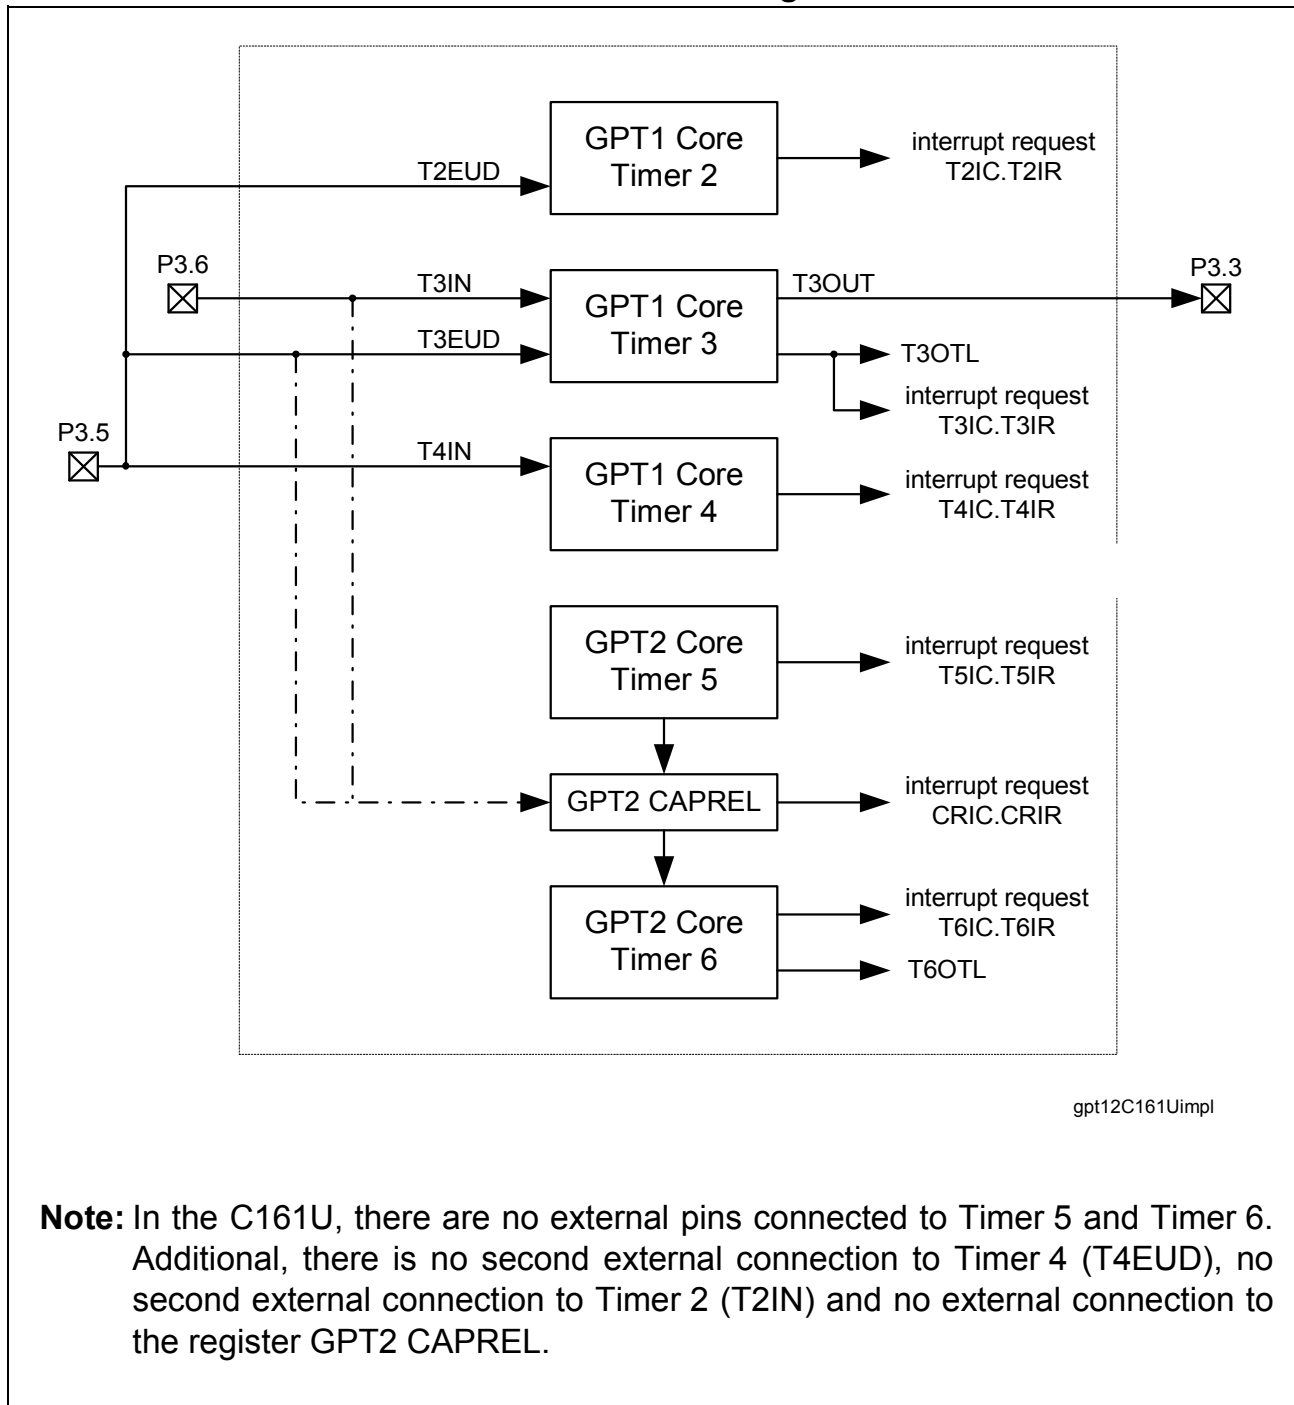 GPT1 Core
Timer 2
interrupt request
T2IC.T2IR
T2EUD
P3.6
T3IN
GPT1 Core
Timer 3
T3OUT
P3.3
T3EUD
T3OTL
interrupt request
T3IC.T3IR
P3.5
T4IN
GPT1 Core
Timer 4
interrupt request
T4IC.T4IR
GPT2 Core
Timer 5
interrupt request
T5IC.T5IR
GPT2 CAPREL
interrupt request
CRIC.CRIR
GPT2 Core
Timer 6
interrupt request
T6IC.T6IR
T6OTL
gpt12C161Uimpl
Note: In the C161U, there are no external pins connected to Timer 5 and Timer 6.
Additional, there is no second external connection to Timer 4 (T4EUD), no
second external connection to Timer 2 (T2IN) and no external connection to
the register GPT2 CAPREL.